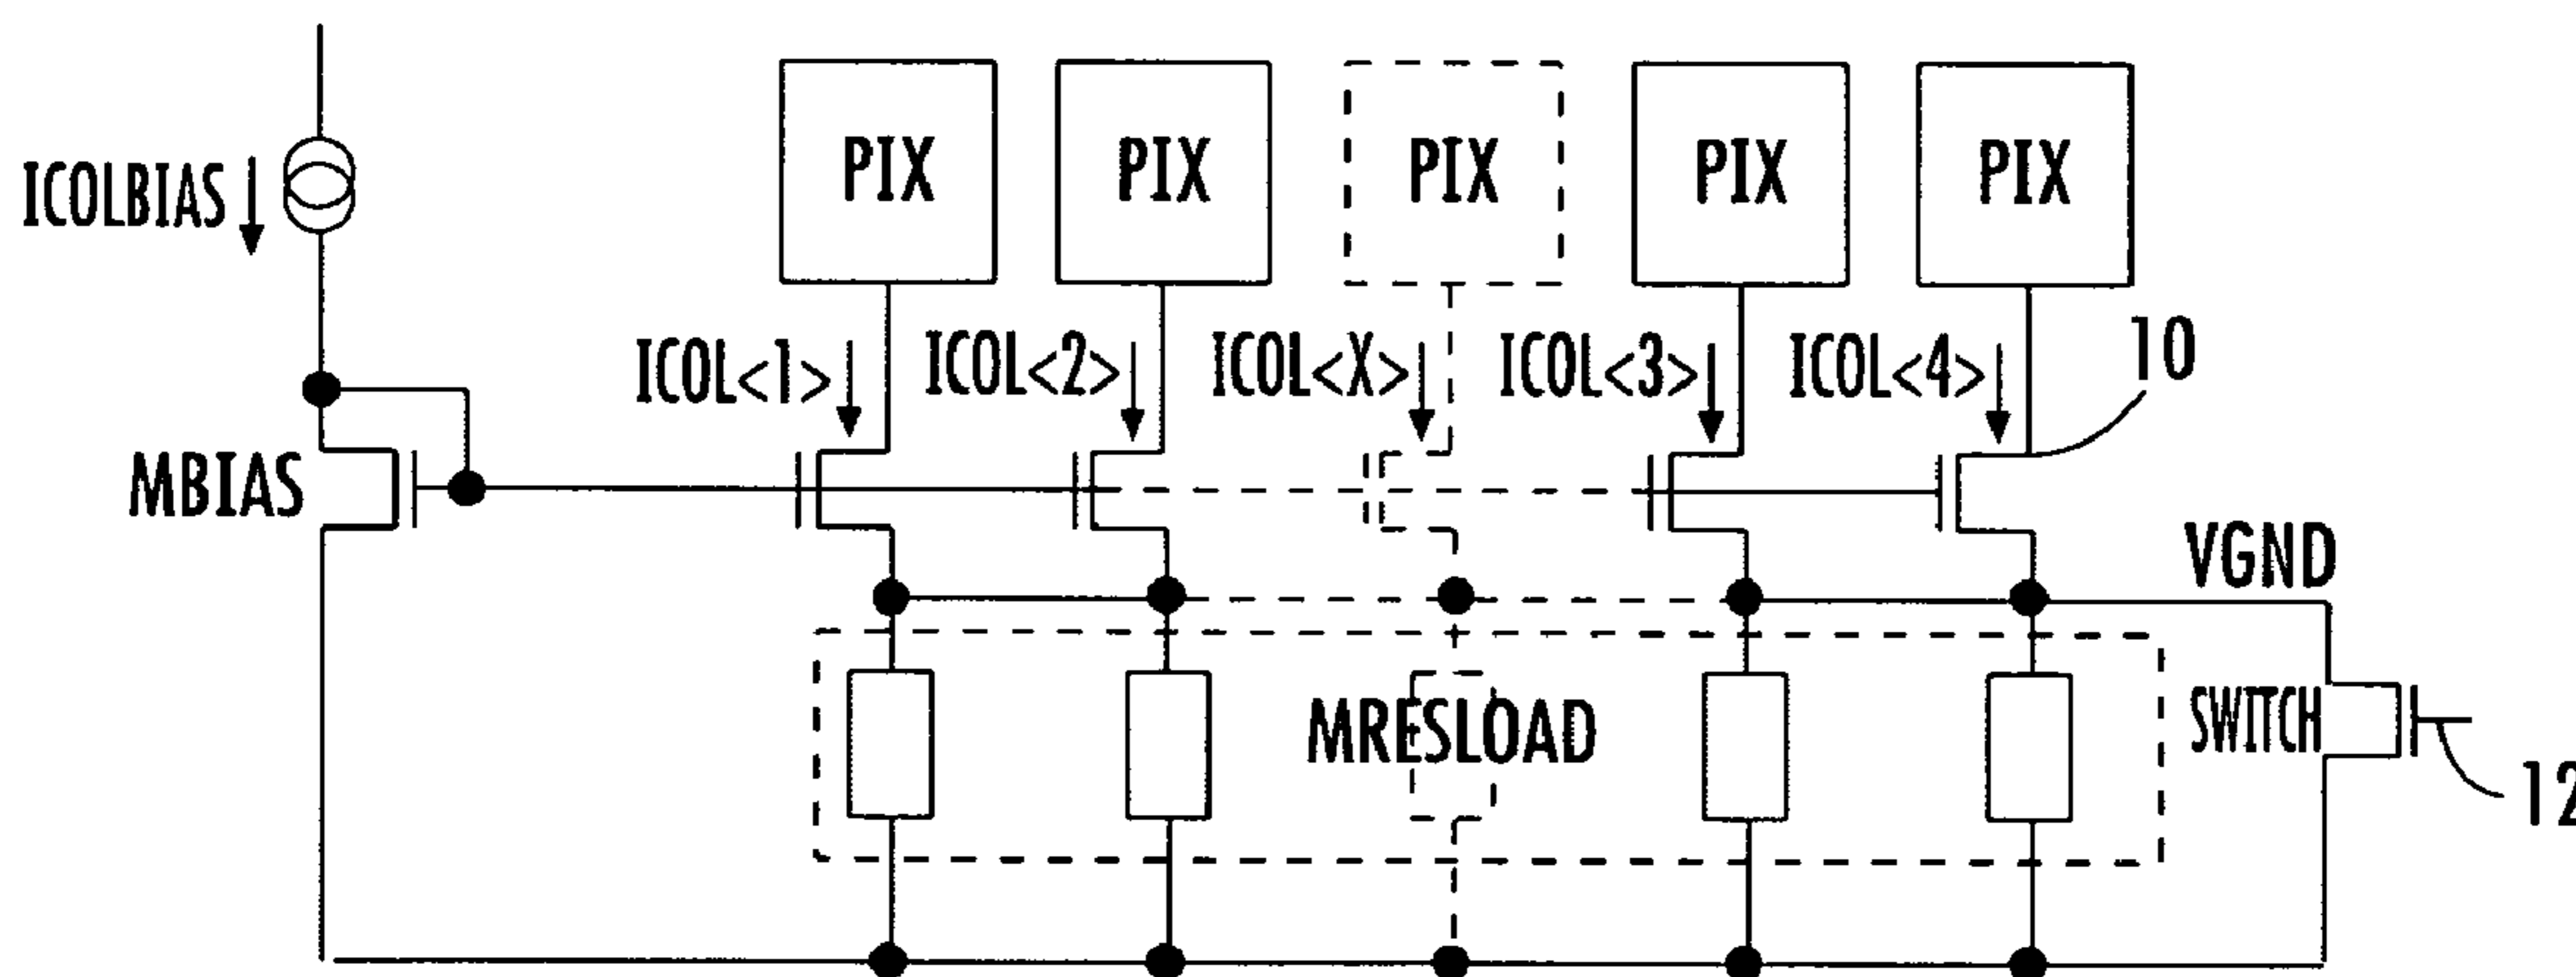 PIX PIX PIX PIX PIX
ICOLBIAS
ICOL<1> ICOL<2> ICOL<X> ICOL<3> ICOL<4> 10
MBIAS
VGND
MRESLOAD SWITCH
12